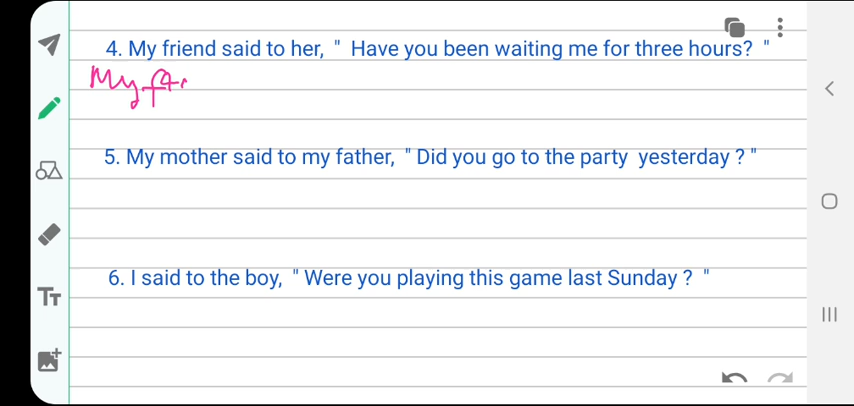 4. My friend said to her, " Have you been waiting me for three hours? "
My fr
5. My mother said to my father, " Did you go to the party yesterday ? "
6. I said to the boy, " Were you playing this game last Sunday ? "
TT